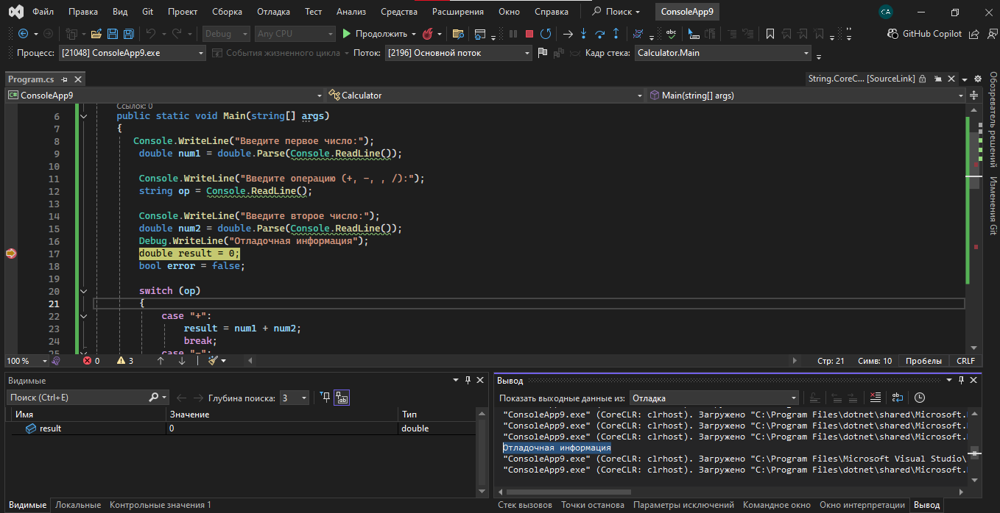 Файл Правка Вид Git Проект Сборка Отладка Тест Анализ Средства Расширения Окно Справка Поиск ConsoleApp9 CA
Debug Any CPU Продолжить GitHub Copilot
Процесс: [21048] ConsoleApp9.exe События жизненного цикла Поток: [2196] Основной поток Кадр стека: Calculator.Main
Program.cs String.CoreC... [SourceLink]
C# ConsoleApp9 Calculator Main(string[] args)
Ссылок: 0
6 public static void Main(string[] args)
7 {
8 Console.WriteLine("Введите первое число:");
9 double num1 = double.Parse(Console.ReadLine());
10
11 Console.WriteLine("Введите операцию (+, -, , /):");
12 string op = Console.ReadLine();
13
14 Console.WriteLine("Введите второе число:");
15 double num2 = double.Parse(Console.ReadLine());
16 Debug.WriteLine("Отладочная информация");
17 double result = 0;
18 bool error = false;
19
20 switch (op)
21 {
22 case "+":
23 result = num1 + num2;
24 break;
25 case "-":
100 % 0 3 Стр: 21 Симв: 10 Пробелы CRLF
Обозреватель решений
Изменения Git
Видимые
Поиск (Ctrl+E) Глубина поиска: 3
Имя Значение Тип
result 0 double
Видимые Локальные Контрольные значения 1
Вывод
Показать выходные данные из: Отладка
"ConsoleApp9.exe" (CoreCLR: clrhost). Загружено "C:\Program Files\dotnet\shared\Microsoft.
"ConsoleApp9.exe" (CoreCLR: clrhost). Загружено "C:\Program Files\dotnet\shared\Microsoft.
"ConsoleApp9.exe" (CoreCLR: clrhost). Загружено "C:\Program Files\dotnet\shared\Microsoft.
Отладочная информация
"ConsoleApp9.exe" (CoreCLR: clrhost). Загружено "C:\Program Files\Microsoft Visual Studio\
"ConsoleApp9.exe" (CoreCLR: clrhost). Загружено "C:\Program Files\dotnet\shared\Microsoft.
Стек вызовов Точки останова Параметры исключений Командное окно Окно интерпретации Вывод